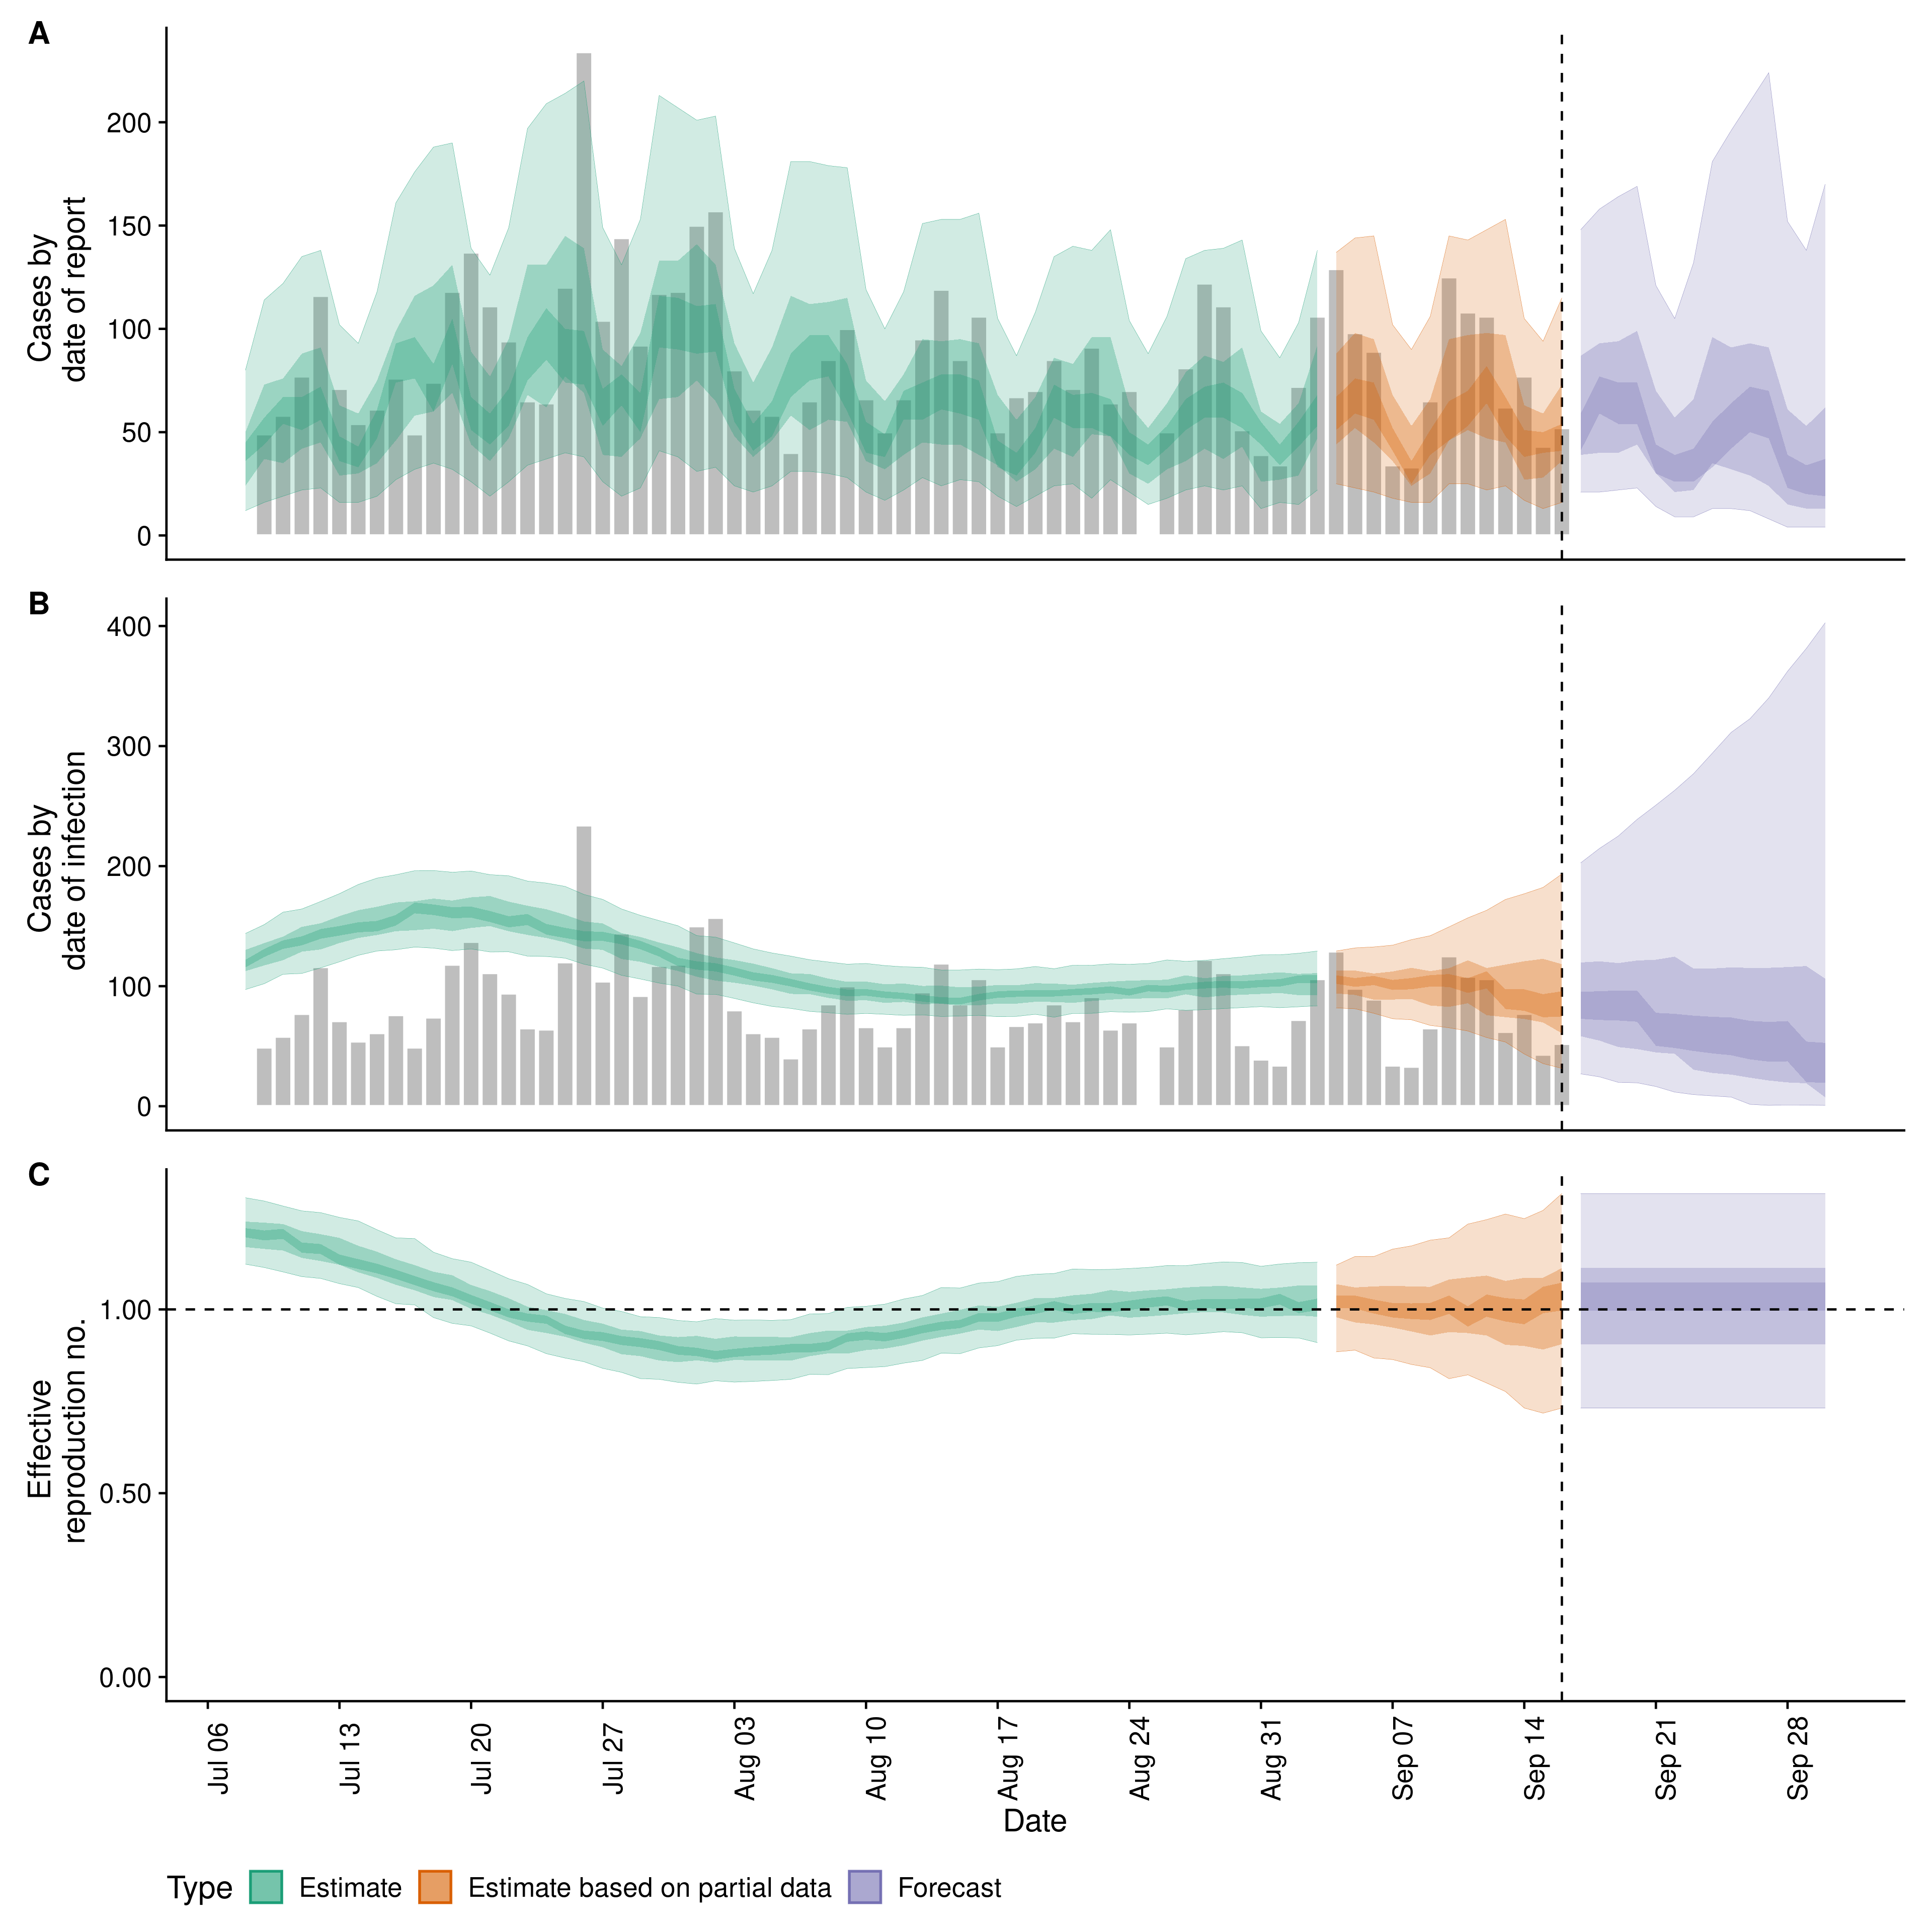 A
Cases by
date of report
200
150
100
50
0
B
Cases by
date of infection
400
300
200
100
0
C
Effective
reproduction no.
1.00
0.50
0.00
Jul 06
Jul 13
Jul 20
Jul 27
Aug 03
Aug 10
Aug 17
Aug 24
Aug 31
Sep 07
Sep 14
Sep 21
Sep 28
Date
Type Estimate Estimate based on partial data Forecast